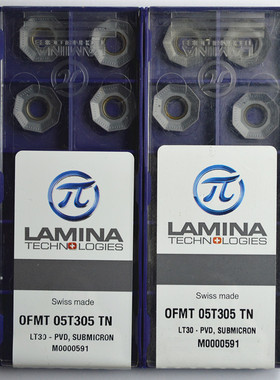 LAMINA
TECHNOLOGIES
Swiss made
OFMT 05T305 TN
LT30 - PVD, SUBMICRON
M0000591
LAMINA
TECHNOLOGIES
Swiss made
OFMT 05T305 TN
LT30 - PVD, SUBMICRON
M0000591